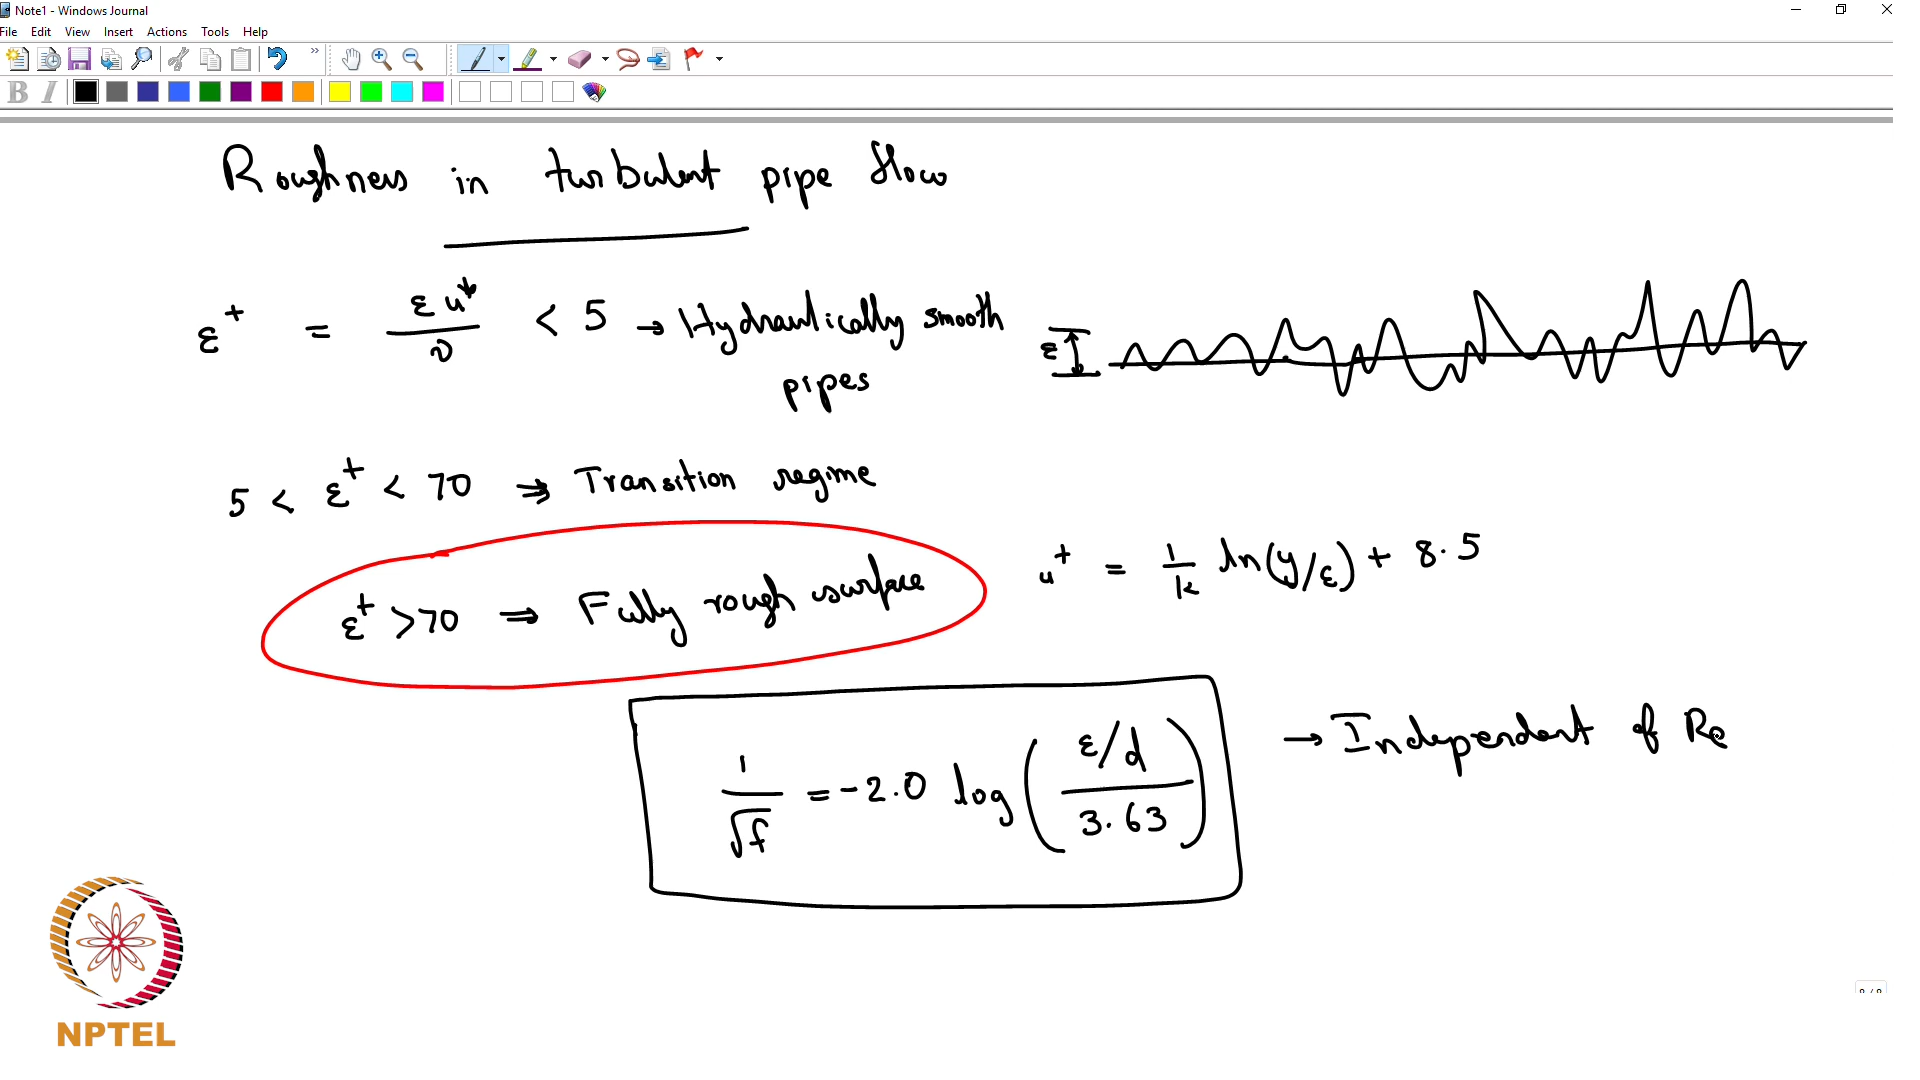 Note1 - Windows Journal
File Edit View Insert Actions Tools Help
B I
Roughness in turbulent pipe flow
ε⁺ = εu*/ν < 5 → Hydraulically smooth
pipes
ε
5 < ε⁺ < 70 ⇒ Transition regime
ε⁺ > 70 ⇒ Fully rough surface
u⁺ = 1/k ln(y/ε) + 8.5
1/√f = -2.0 log((ε/d)/3.63) → Independent of Re
NPTEL